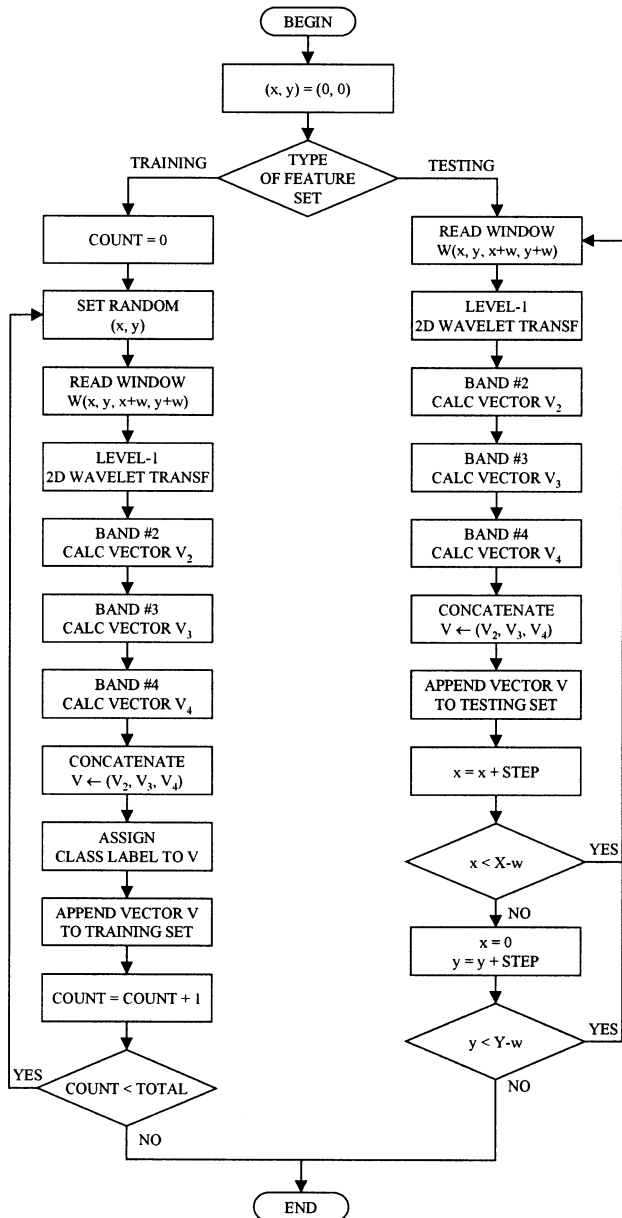 BEGIN
(x, y) = (0, 0)
TYPE
OF FEATURE
SET
TRAINING
TESTING
COUNT = 0
SET RANDOM
(x, y)
READ WINDOW
W(x, y, x+w, y+w)
LEVEL-1
2D WAVELET TRANSF
BAND #2
CALC VECTOR V₂
BAND #3
CALC VECTOR V₃
BAND #4
CALC VECTOR V₄
CONCATENATE
V ← (V₂, V₃, V₄)
ASSIGN
CLASS LABEL TO V
APPEND VECTOR V
TO TRAINING SET
COUNT = COUNT + 1
YES
COUNT < TOTAL
NO
READ WINDOW
W(x, y, x+w, y+w)
LEVEL-1
2D WAVELET TRANSF
BAND #2
CALC VECTOR V₂
BAND #3
CALC VECTOR V₃
BAND #4
CALC VECTOR V₄
CONCATENATE
V ← (V₂, V₃, V₄)
APPEND VECTOR V
TO TESTING SET
x = x + STEP
x < X-w
YES
NO
x = 0
y = y + STEP
y < Y-w
YES
NO
END